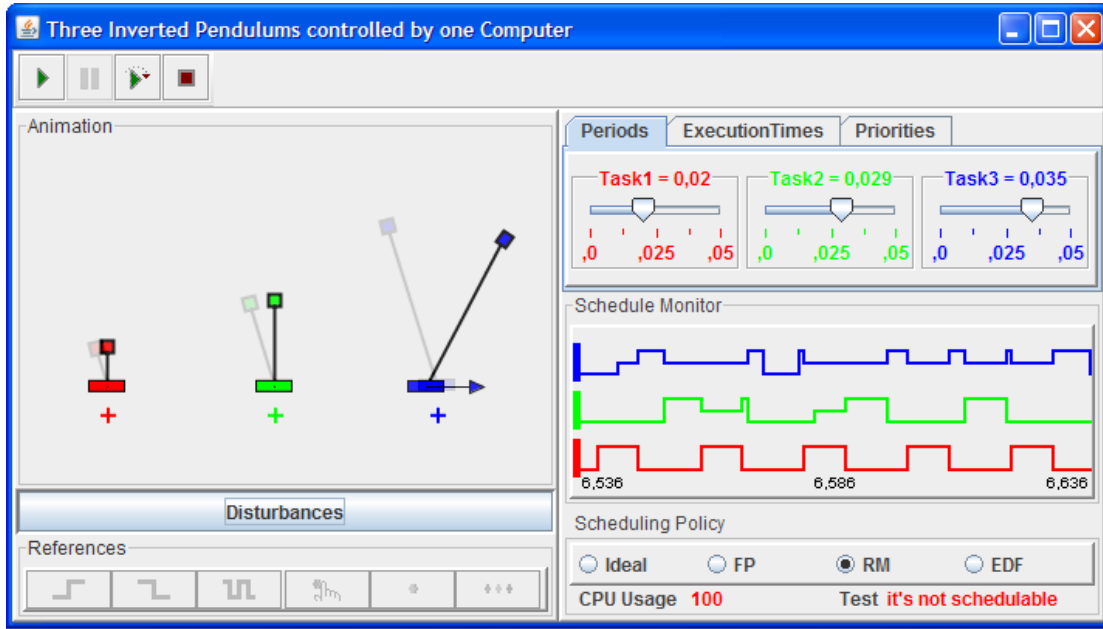 Three Inverted Pendulums controlled by one Computer
Animation
Periods ExecutionTimes Priorities
Task1 = 0,02 Task2 = 0,029 Task3 = 0,035
,0 ,025 ,05 ,0 ,025 ,05 ,0 ,025 ,05
Schedule Monitor
6,536 6,586 6,636
Disturbances
Scheduling Policy
References
Ideal FP RM EDF
CPU Usage 100 Test it's not schedulable